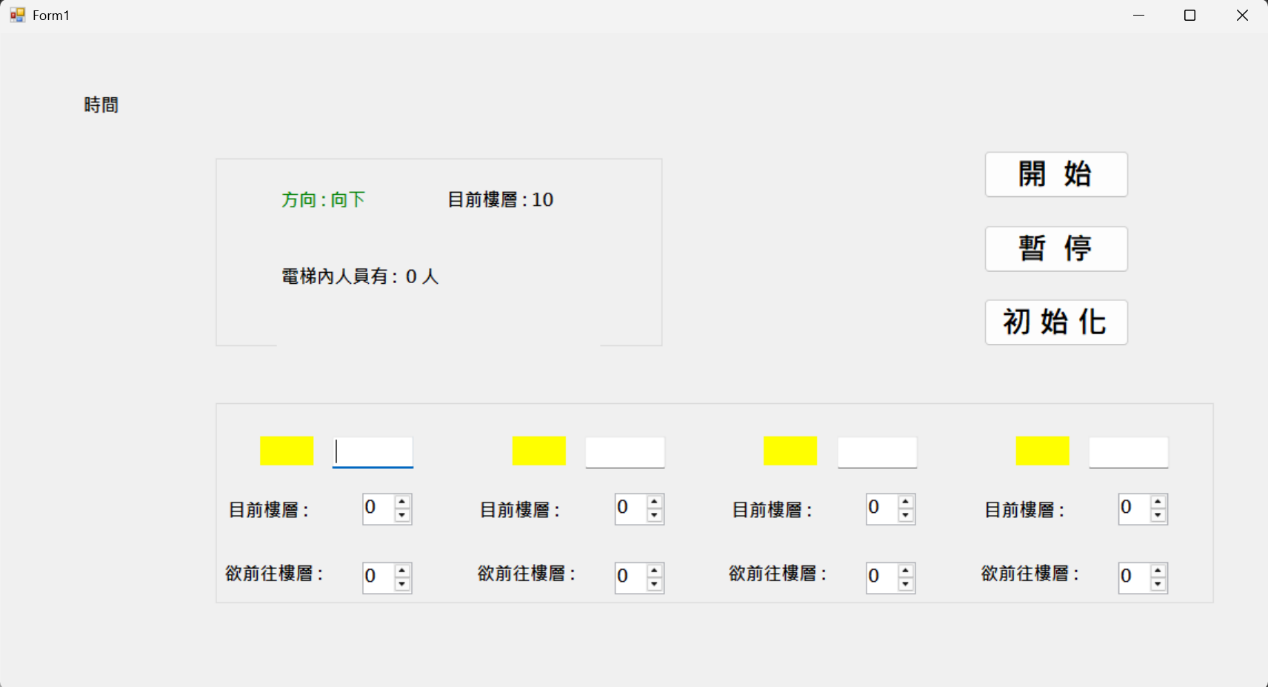 Form1
時間
方向 : 向下 目前樓層 : 10
開 始
暫 停
電梯內人員有 : 0 人
初 始 化
目前樓層 : 0 目前樓層 : 0 目前樓層 : 0 目前樓層 : 0
欲前往樓層 : 0 欲前往樓層 : 0 欲前往樓層 : 0 欲前往樓層 : 0